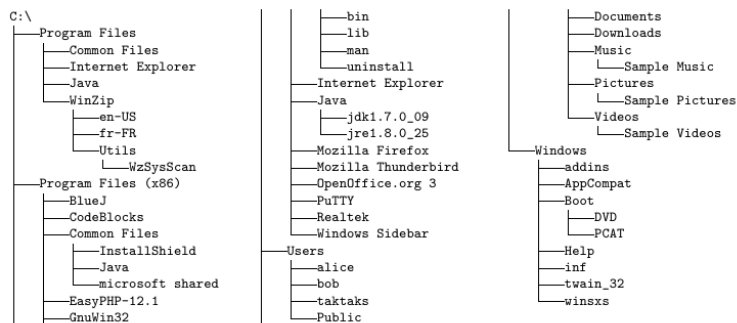 C:\
Program Files
Common Files
Internet Explorer
Java
WinZip
en-US
fr-FR
Utils
WzSysScan
Program Files (x86)
BlueJ
CodeBlocks
Common Files
InstallShield
Java
microsoft shared
EasyPHP-12.1
GnuWin32
bin
lib
man
uninstall
Internet Explorer
Java
jdk1.7.0_09
jre1.8.0_25
Mozilla Firefox
Mozilla Thunderbird
OpenOffice.org 3
PuTTY
Realtek
Windows Sidebar
Users
alice
bob
taktaks
Public
Documents
Downloads
Music
Sample Music
Pictures
Sample Pictures
Videos
Sample Videos
Windows
addins
AppCompat
Boot
DVD
PCAT
Help
inf
twain_32
winsxs